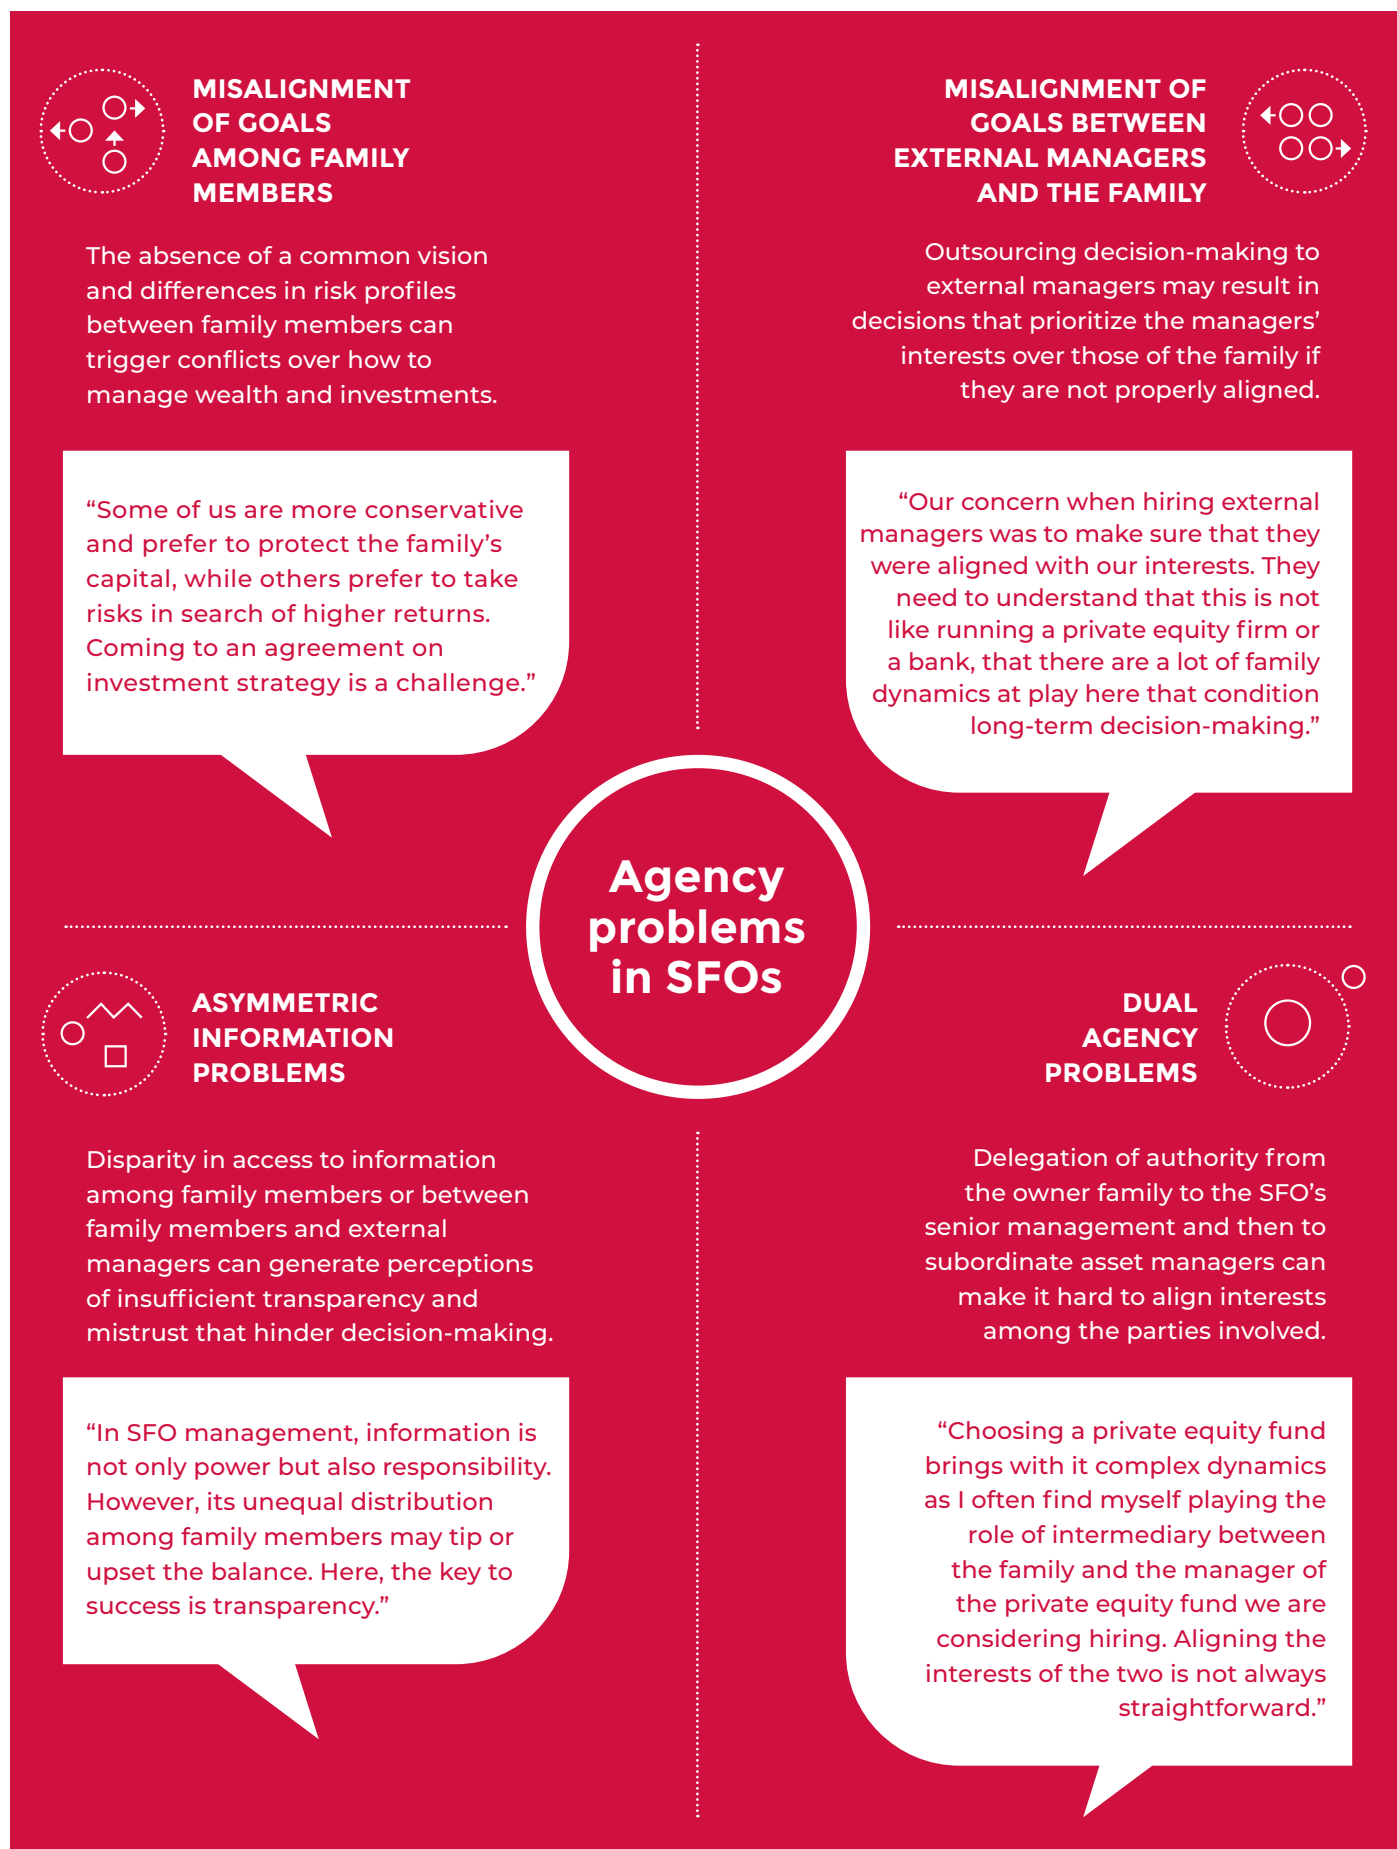 MISALIGNMENT
OF GOALS
AMONG FAMILY
MEMBERS
The absence of a common vision
and differences in risk profiles
between family members can
trigger conflicts over how to
manage wealth and investments.
“Some of us are more conservative
and prefer to protect the family’s
capital, while others prefer to take
risks in search of higher returns.
Coming to an agreement on
investment strategy is a challenge.”
MISALIGNMENT OF
GOALS BETWEEN
EXTERNAL MANAGERS
AND THE FAMILY
Outsourcing decision-making to
external managers may result in
decisions that prioritize the managers’
interests over those of the family if
they are not properly aligned.
“Our concern when hiring external
managers was to make sure that they
were aligned with our interests. They
need to understand that this is not
like running a private equity firm or
a bank, that there are a lot of family
dynamics at play here that condition
long-term decision-making.”
Agency
problems
in SFOs
ASYMMETRIC
INFORMATION
PROBLEMS
Disparity in access to information
among family members or between
family members and external
managers can generate perceptions
of insufficient transparency and
mistrust that hinder decision-making.
“In SFO management, information is
not only power but also responsibility.
However, its unequal distribution
among family members may tip or
upset the balance. Here, the key to
success is transparency.”
DUAL
AGENCY
PROBLEMS
Delegation of authority from
the owner family to the SFO’s
senior management and then to
subordinate asset managers can
make it hard to align interests
among the parties involved.
“Choosing a private equity fund
brings with it complex dynamics
as I often find myself playing the
role of intermediary between
the family and the manager of
the private equity fund we are
considering hiring. Aligning the
interests of the two is not always
straightforward.”